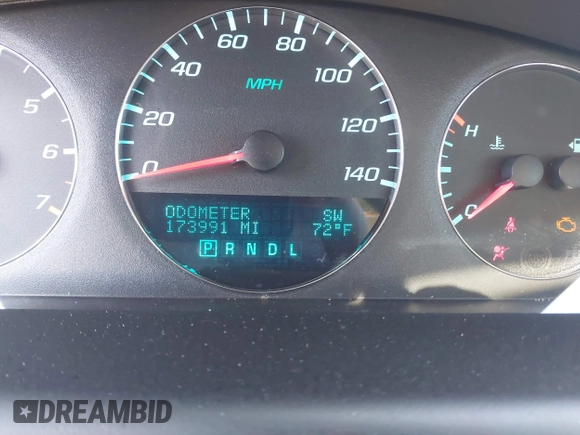 5
6
7
0
20
40
60
80
100
120
140
MPH
ODOMETER SW
173991 MI 72°F
P R N D L
H
C
DREAMBID